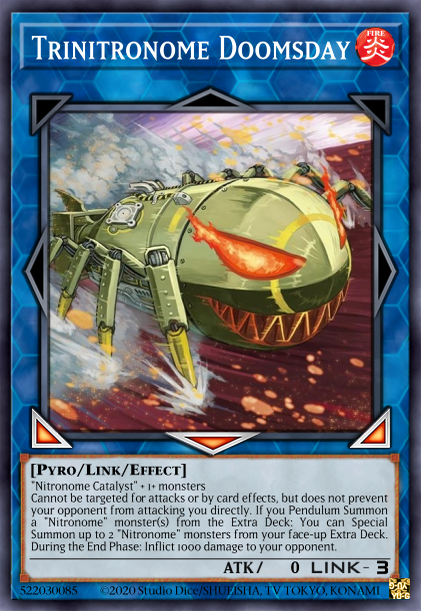 TRINITRONOME DOOMSDAY
FIRE
炎
[PYRO/LINK/EFFECT]
"Nitronome Catalyst" + 1+ monsters
Cannot be targeted for attacks or by card effects, but does not prevent
your opponent from attacking you directly. If you Pendulum Summon
a "Nitronome" monster(s) from the Extra Deck: You can Special
Summon up to 2 "Nitronome" monsters from your face-up Extra Deck.
During the End Phase: Inflict 1000 damage to your opponent.
ATK/ 0 LINK-3
522030085 ©2020 Studio Dice/SHUEISHA, TV TOKYO, KONAMI